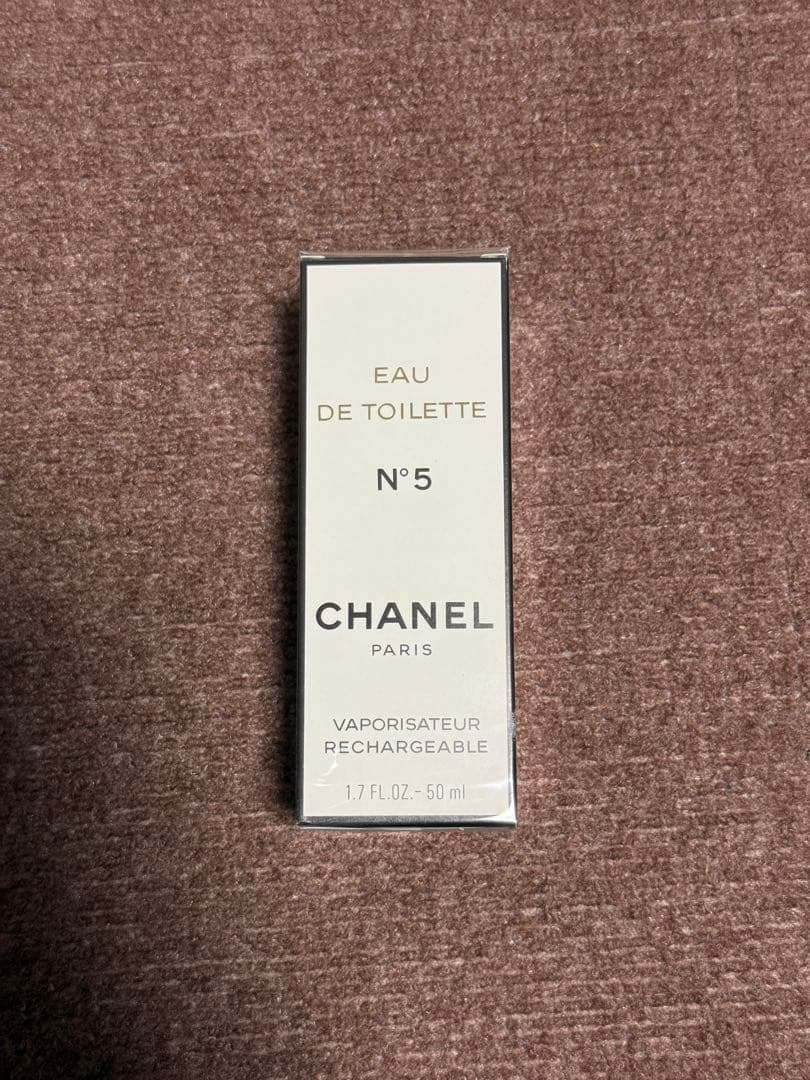 EAU
DE TOILETTE
N°5
CHANEL
PARIS
VAPORISATEUR
RECHARGEABLE
1.7 FL.OZ.- 50 ml